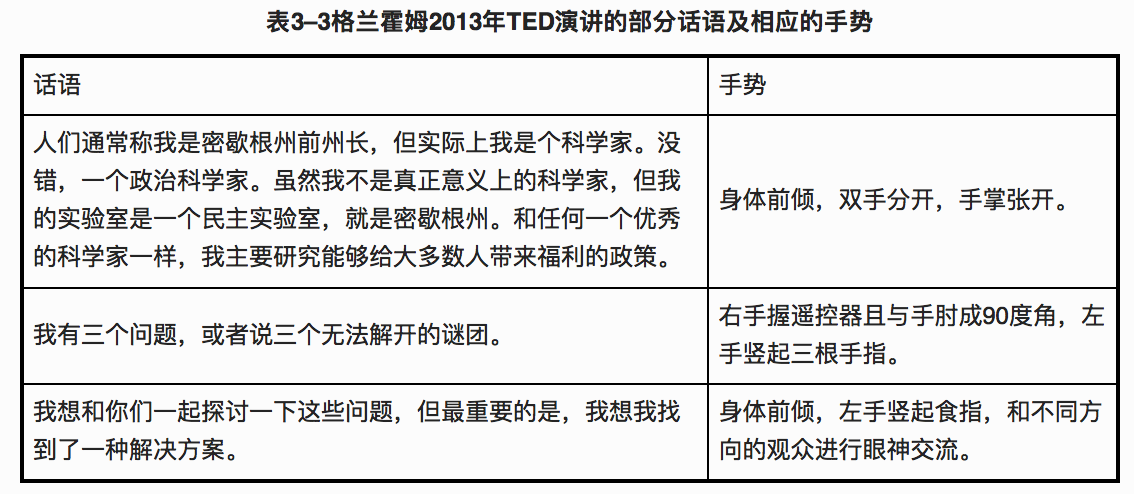 表3–3格兰霍姆2013年TED演讲的部分话语及相应的手势
话语
手势
人们通常称我是密歇根州前州长，但实际上我是个科学家。没
错，一个政治科学家。虽然我不是真正意义上的科学家，但我
的实验室是一个民主实验室，就是密歇根州。和任何一个优秀
的科学家一样，我主要研究能够给大多数人带来福利的政策。
身体前倾，双手分开，手掌张开。
我有三个问题，或者说三个无法解开的谜团。
右手握遥控器且与手肘成90度角，左
手竖起三根手指。
我想和你们一起探讨一下这些问题，但最重要的是，我想我找
到了一种解决方案。
身体前倾，左手竖起食指，和不同方
向的观众进行眼神交流。